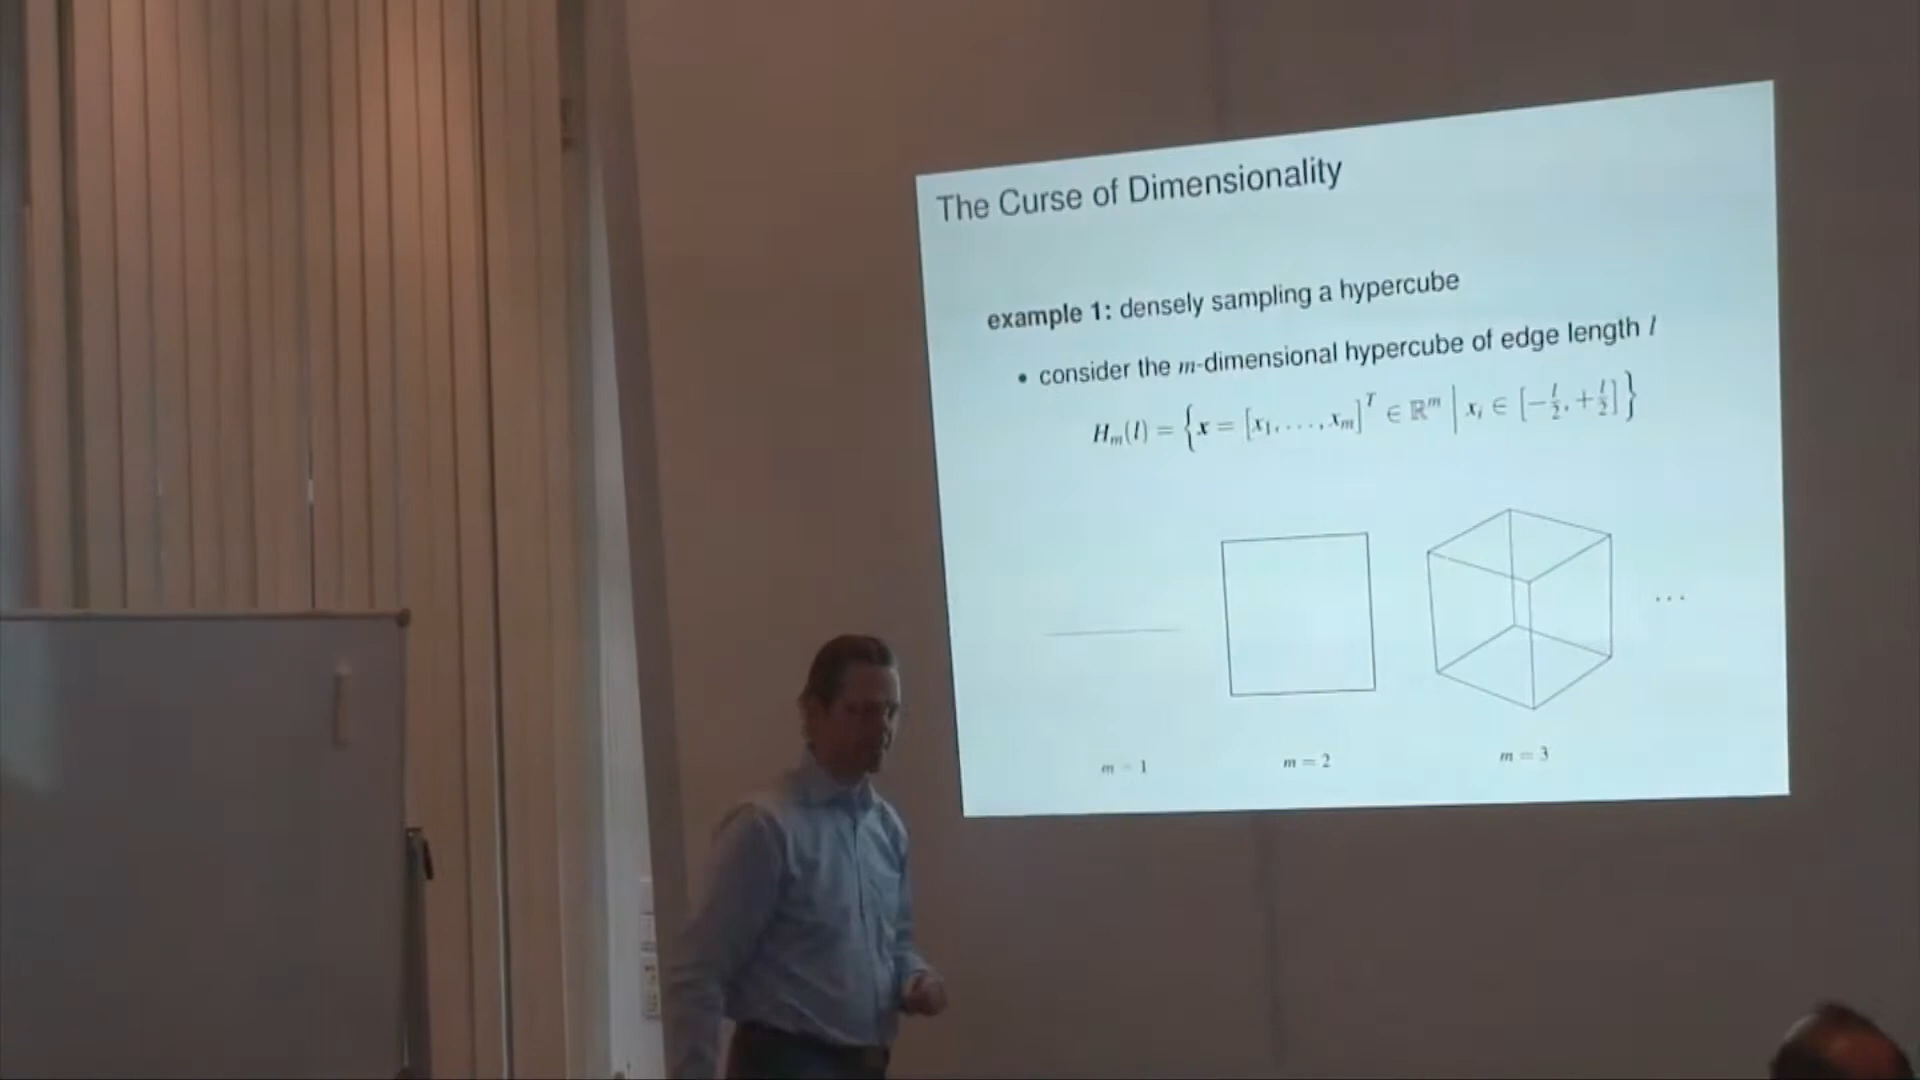 The Curse of Dimensionality
example 1: densely sampling a hypercube
• consider the m-dimensional hypercube of edge length l
H_m(l) = { x = [x_1, . . . , x_m]^T ∈ ℝ^m | x_i ∈ [−l/2, +l/2] }
. . .
m = 1 m = 2 m = 3